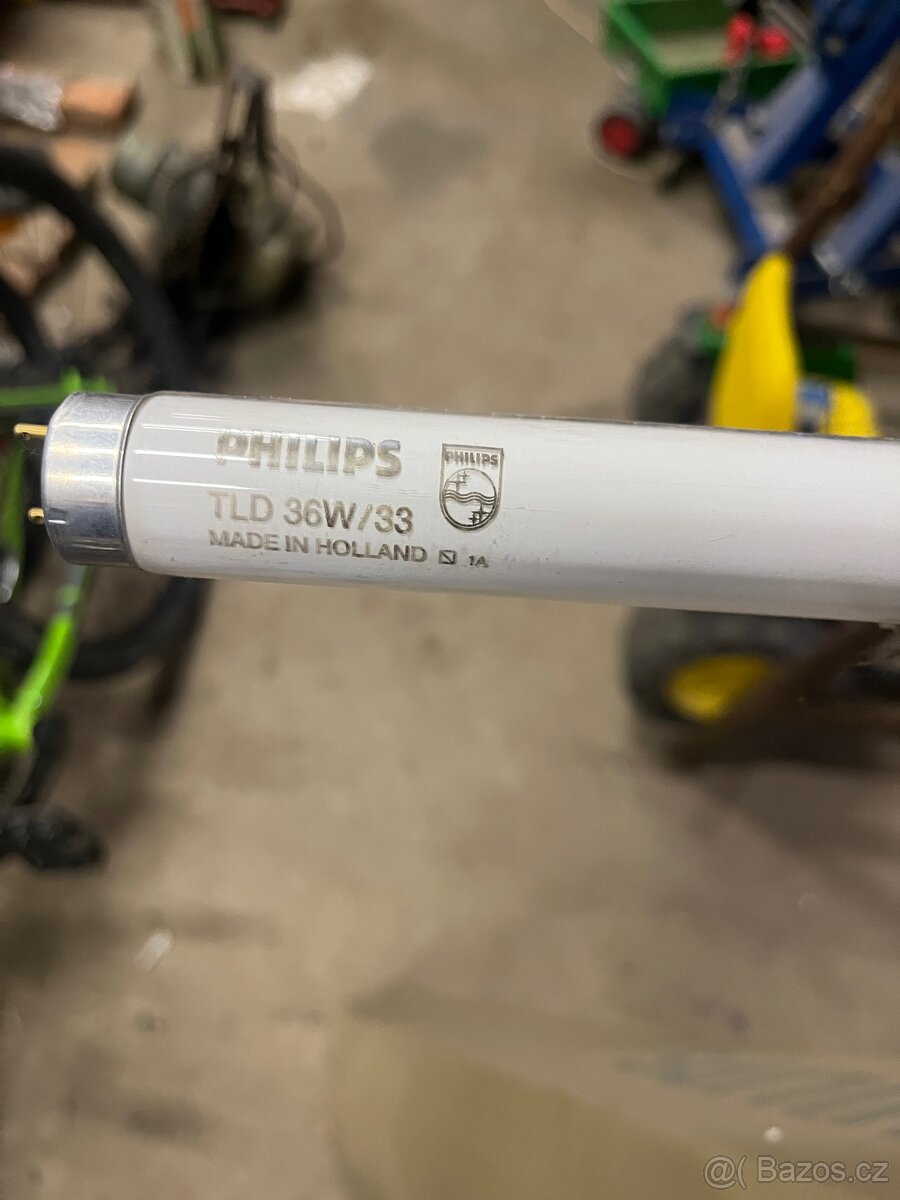 PHILIPS
PHILIPS
TLD 36W/33
MADE IN HOLLAND 1A
@( Bazos.cz